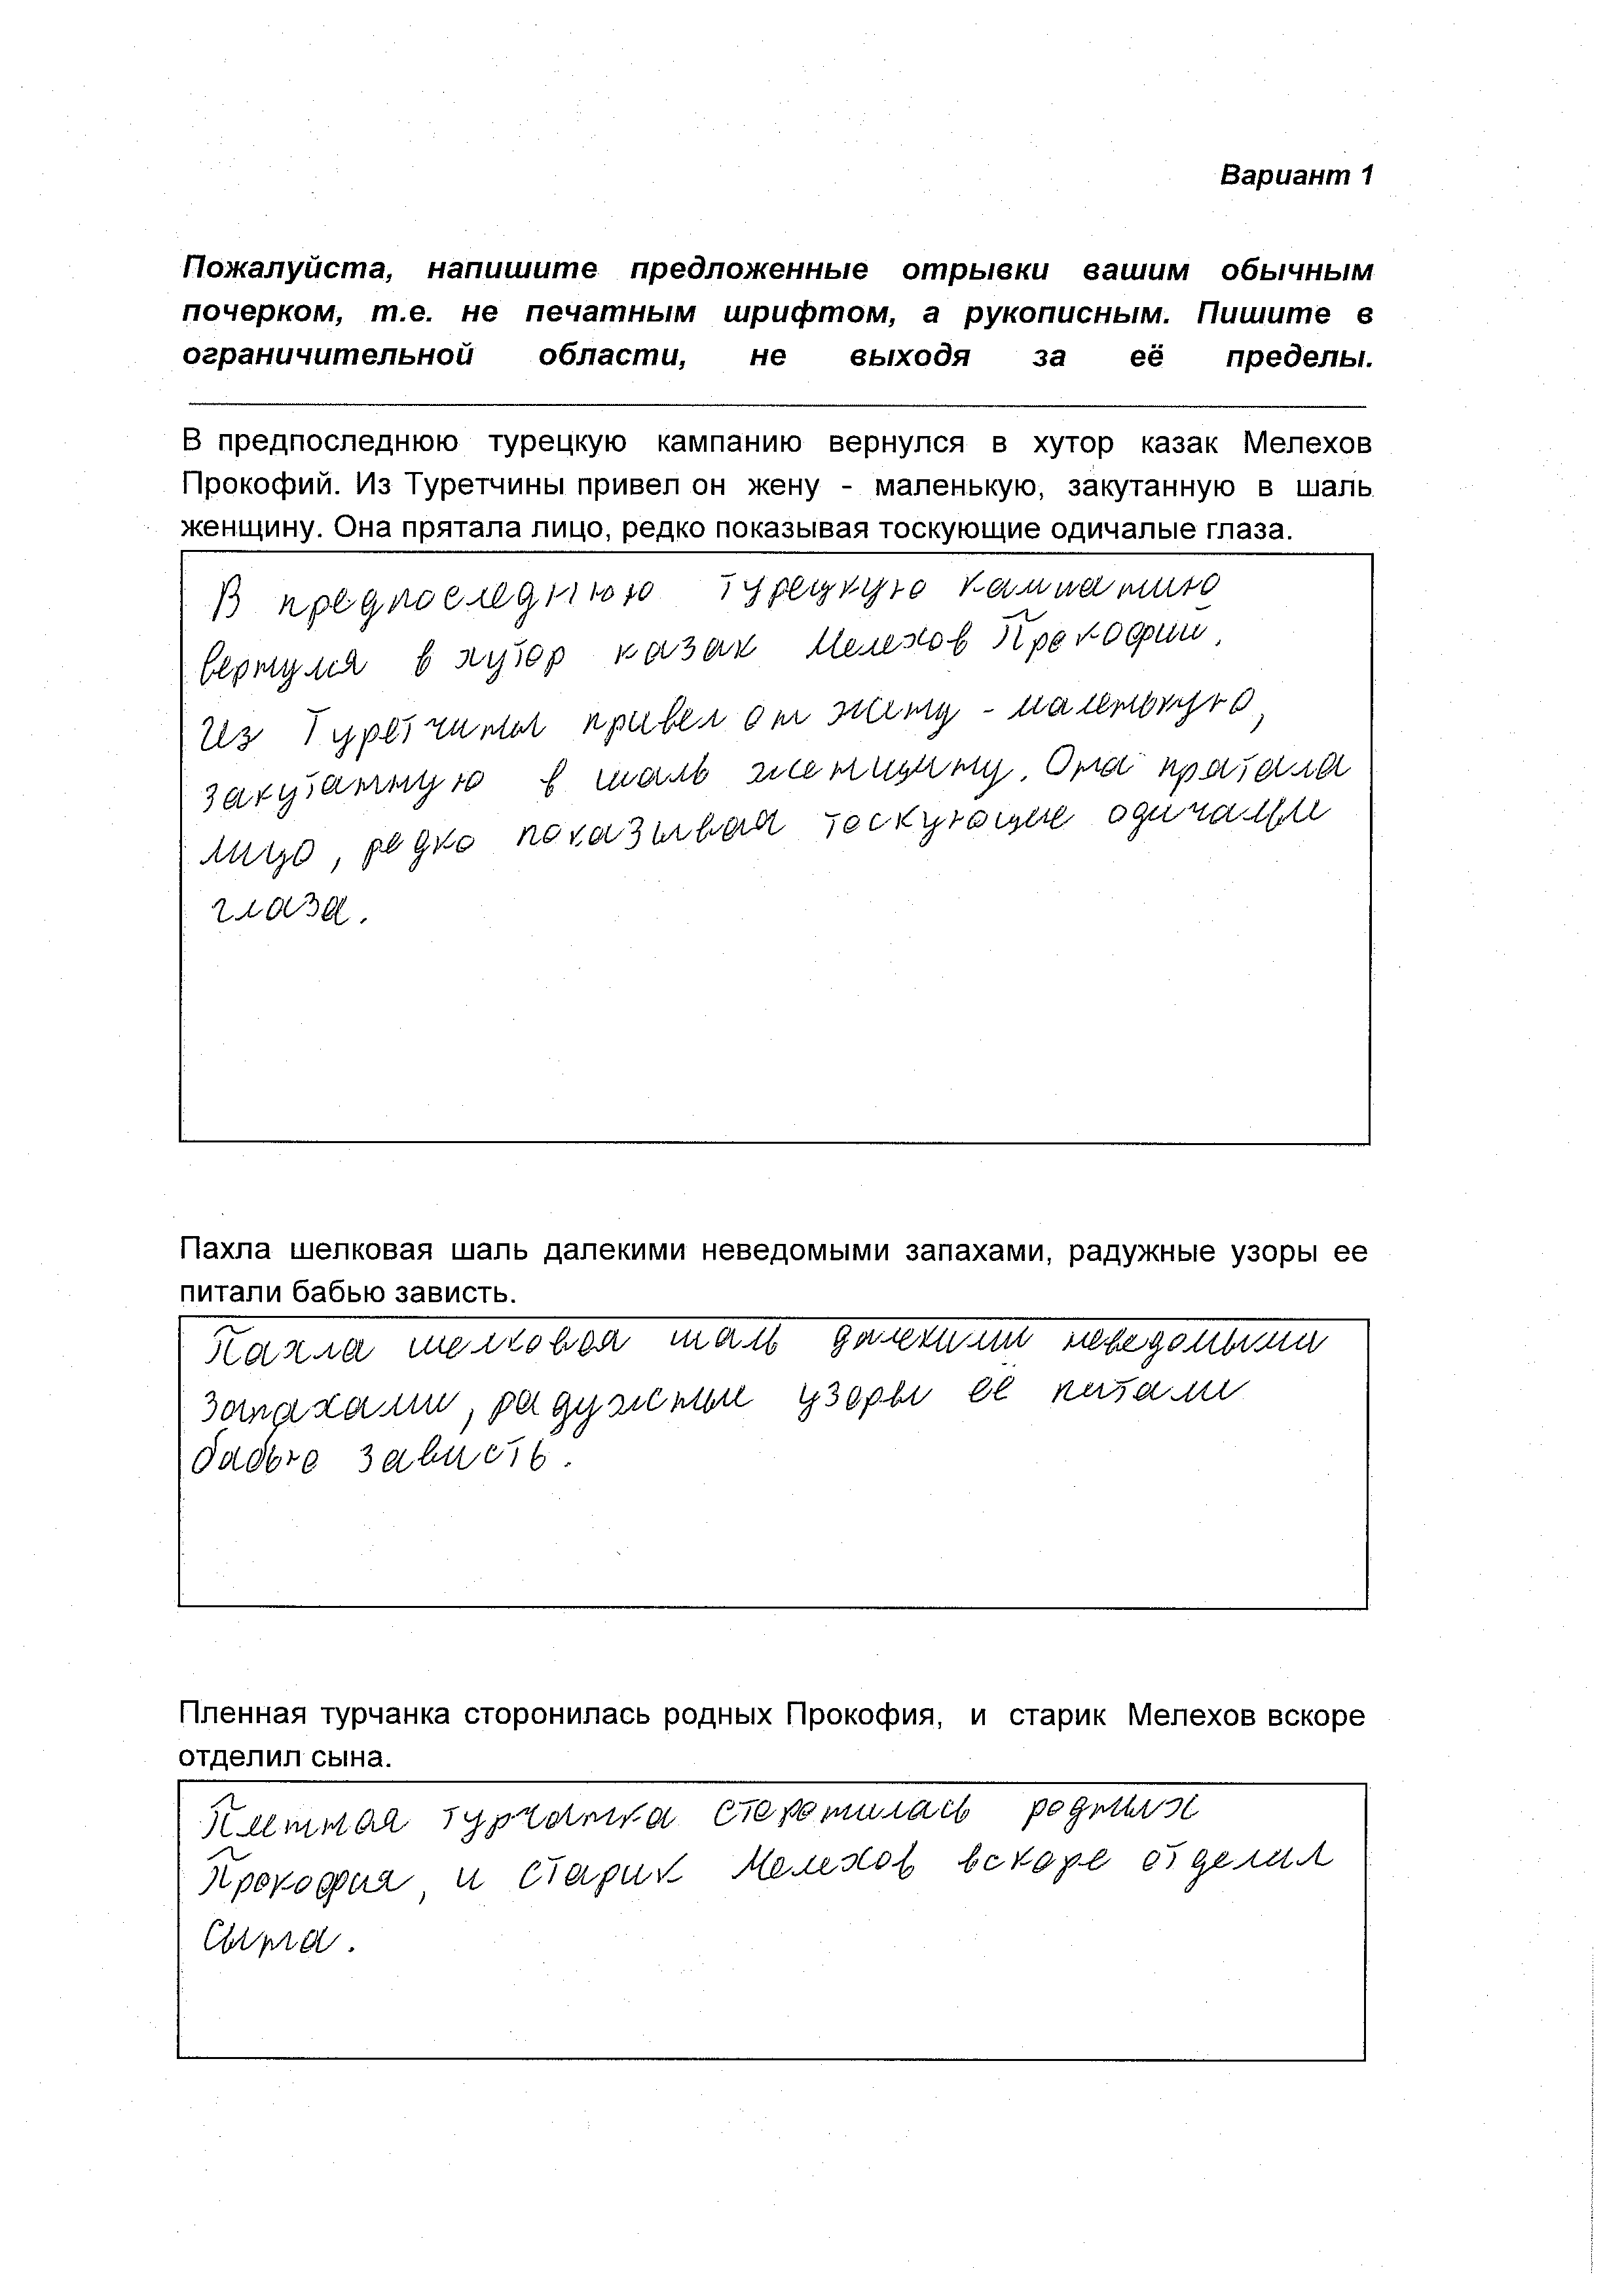 Вариант 1
Пожалуйста, напишите предложенные отрывки вашим обычным
почерком, т.е. не печатным шрифтом, а рукописным. Пишите в
ограничительной области, не выходя за её пределы.
В предпоследнюю турецкую кампанию вернулся в хутор казак Мелехов
Прокофий. Из Туретчины привел он жену - маленькую, закутанную в шаль
женщину. Она прятала лицо, редко показывая тоскующие одичалые глаза.
В предпоследнюю турецкую кампанию
вернулся в хутор казак Мелехов Прокофий.
Из Туретчины привел он жену - маленькую,
закутанную в шаль женщину. Она прятала
лицо, редко показывая тоскующие одичалые
глаза.
Пахла шелковая шаль далекими неведомыми запахами, радужные узоры ее
питали бабью зависть.
Пахла шелковая шаль далекими неведомыми
запахами, радужные узоры её питали
бабью зависть.
Пленная турчанка сторонилась родных Прокофия, и старик Мелехов вскоре
отделил сына.
Пленная турчанка сторонилась родных
Прокофия, и старик Мелехов вскоре отделил
сына.